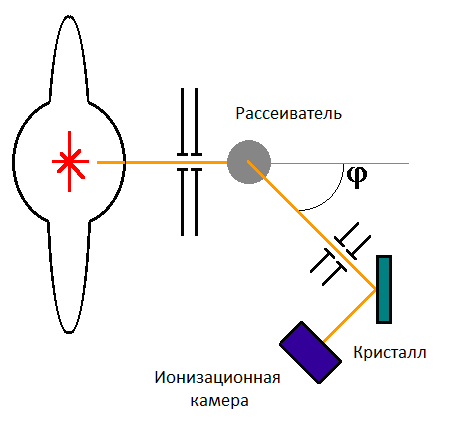 Рассеиватель
φ
Кристалл
Ионизационная
камера